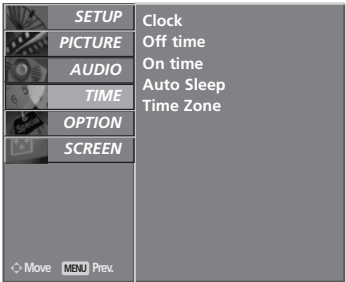 SETUP
PICTURE
AUDIO
TIME
OPTION
SCREEN
Clock
Off time
On time
Auto Sleep
Time Zone
Move MENU Prev.